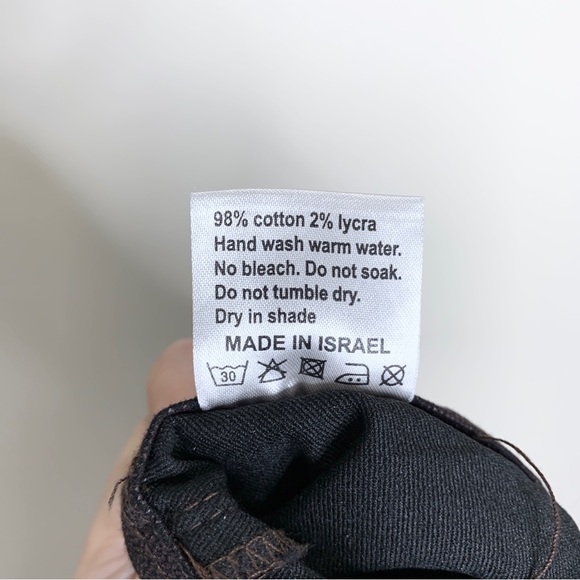 98% cotton 2% lycra
Hand wash warm water.
No bleach. Do not soak.
Do not tumble dry.
Dry in shade
MADE IN ISRAEL
30